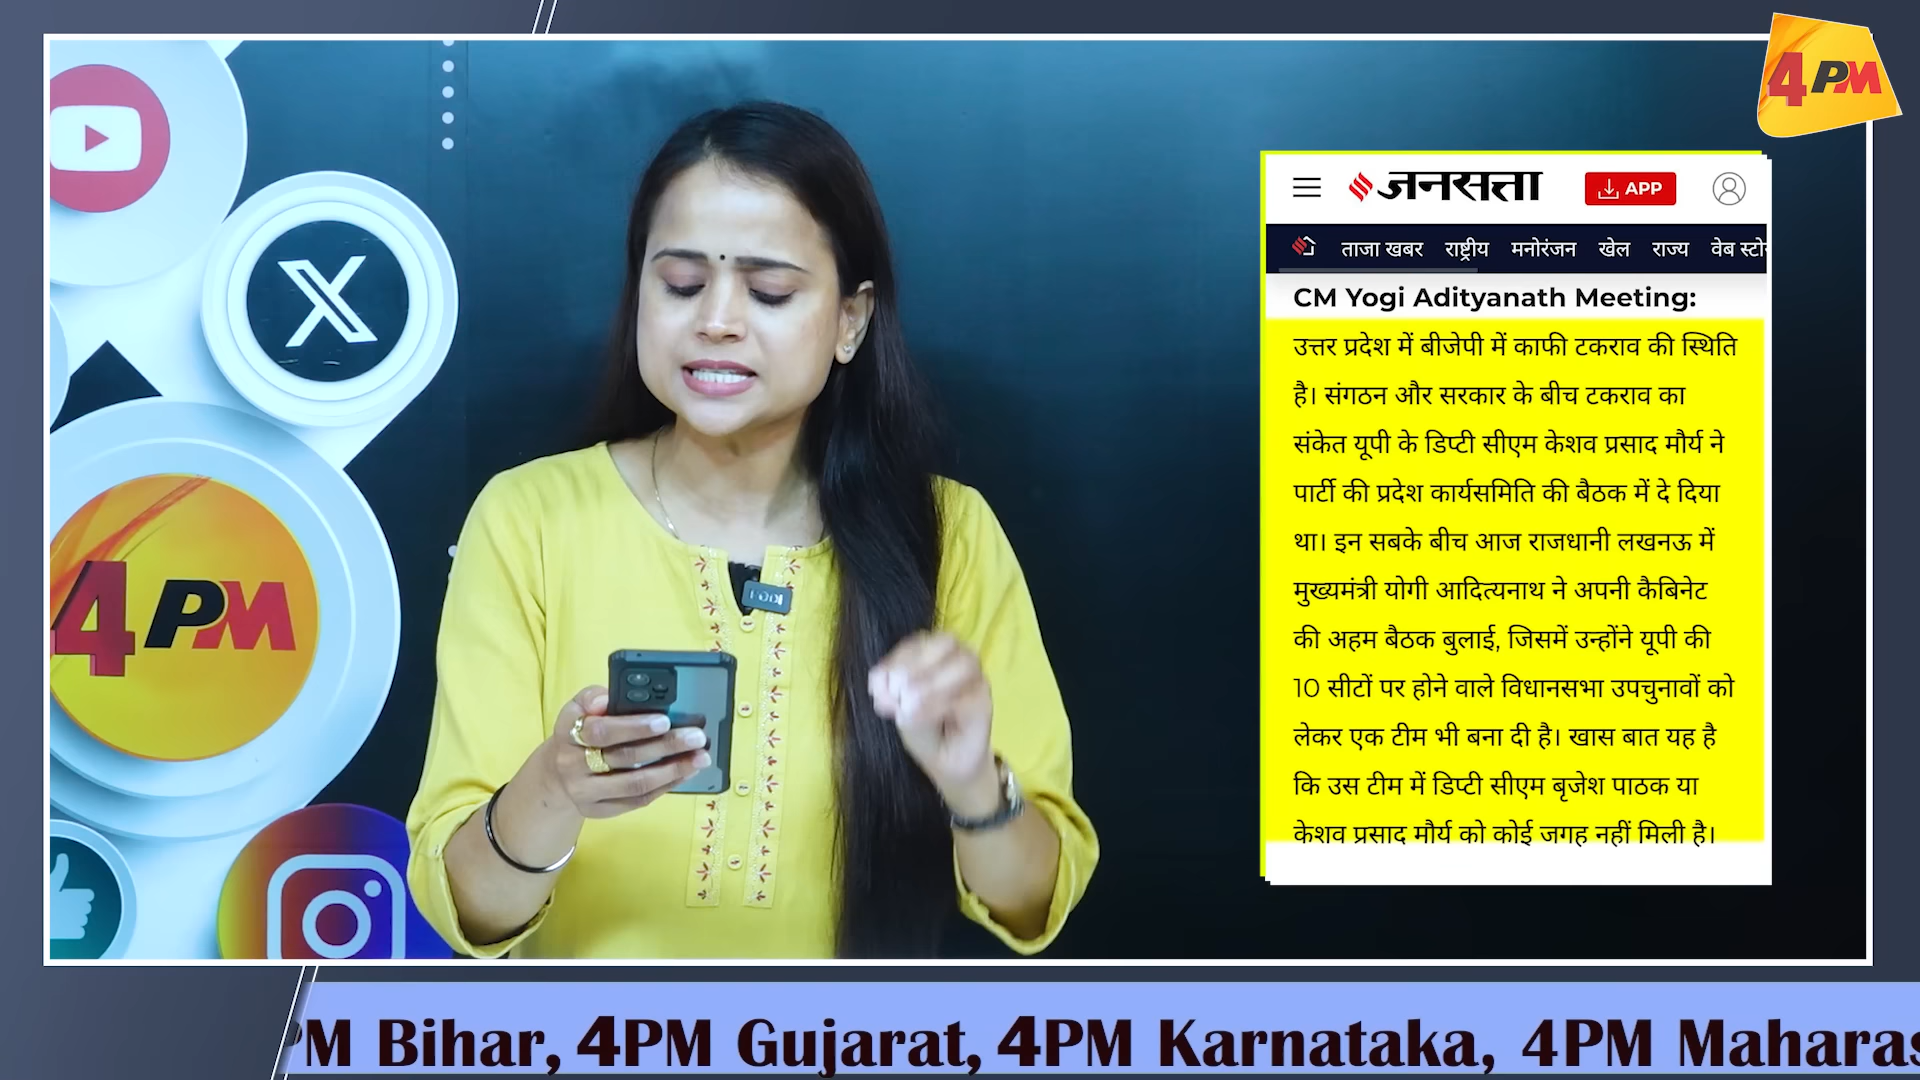 4PM
जनसत्ता
APP
ताजा खबर राष्ट्रीय मनोरंजन खेल राज्य वेब
CM Yogi Adityanath Meeting:
उत्तर प्रदेश में बीजेपी में काफी टकराव की स्थिति
है। संगठन और सरकार के बीच टकराव का
संकेत यूपी के डिप्टी सीएम केशव प्रसाद मौर्य ने
पार्टी की प्रदेश कार्यसमिति की बैठक में दे दिया
था। इन सबके बीच आज राजधानी लखनऊ में
मुख्यमंत्री योगी आदित्यनाथ ने अपनी कैबिनेट
की अहम बैठक बुलाई, जिसमें उन्होंने यूपी की
10 सीटों पर होने वाले विधानसभा उपचुनावों को
लेकर एक टीम भी बना दी है। खास बात यह है
कि उस टीम में डिप्टी सीएम बृजेश पाठक या
केशव प्रसाद मौर्य को कोई जगह नहीं मिली है।
X
4PM
PM Bihar, 4PM Gujarat, 4PM Karnataka, 4PM Maharas